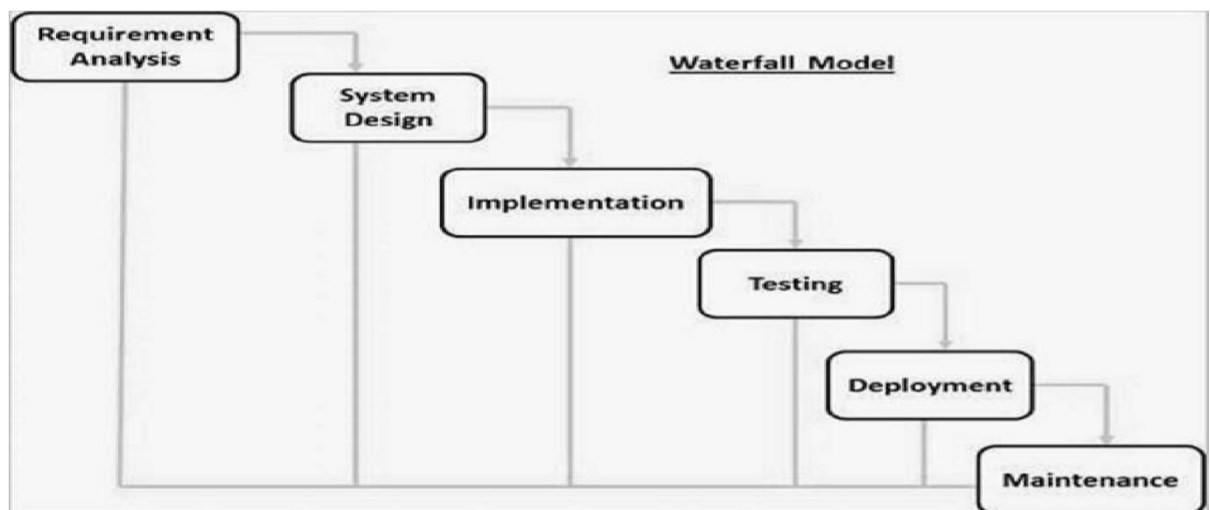 Requirement
Analysis
Waterfall Model
System
Design
Implementation
Testing
Deployment
Maintenance